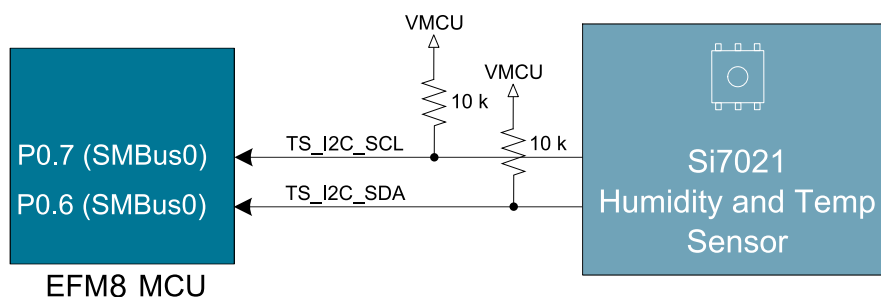 VMCU
VMCU
10 k
10 k
P0.7 (SMBus0)
TS_I2C_SCL
P0.6 (SMBus0)
TS_I2C_SDA
Si7021
Humidity and Temp
Sensor
EFM8 MCU